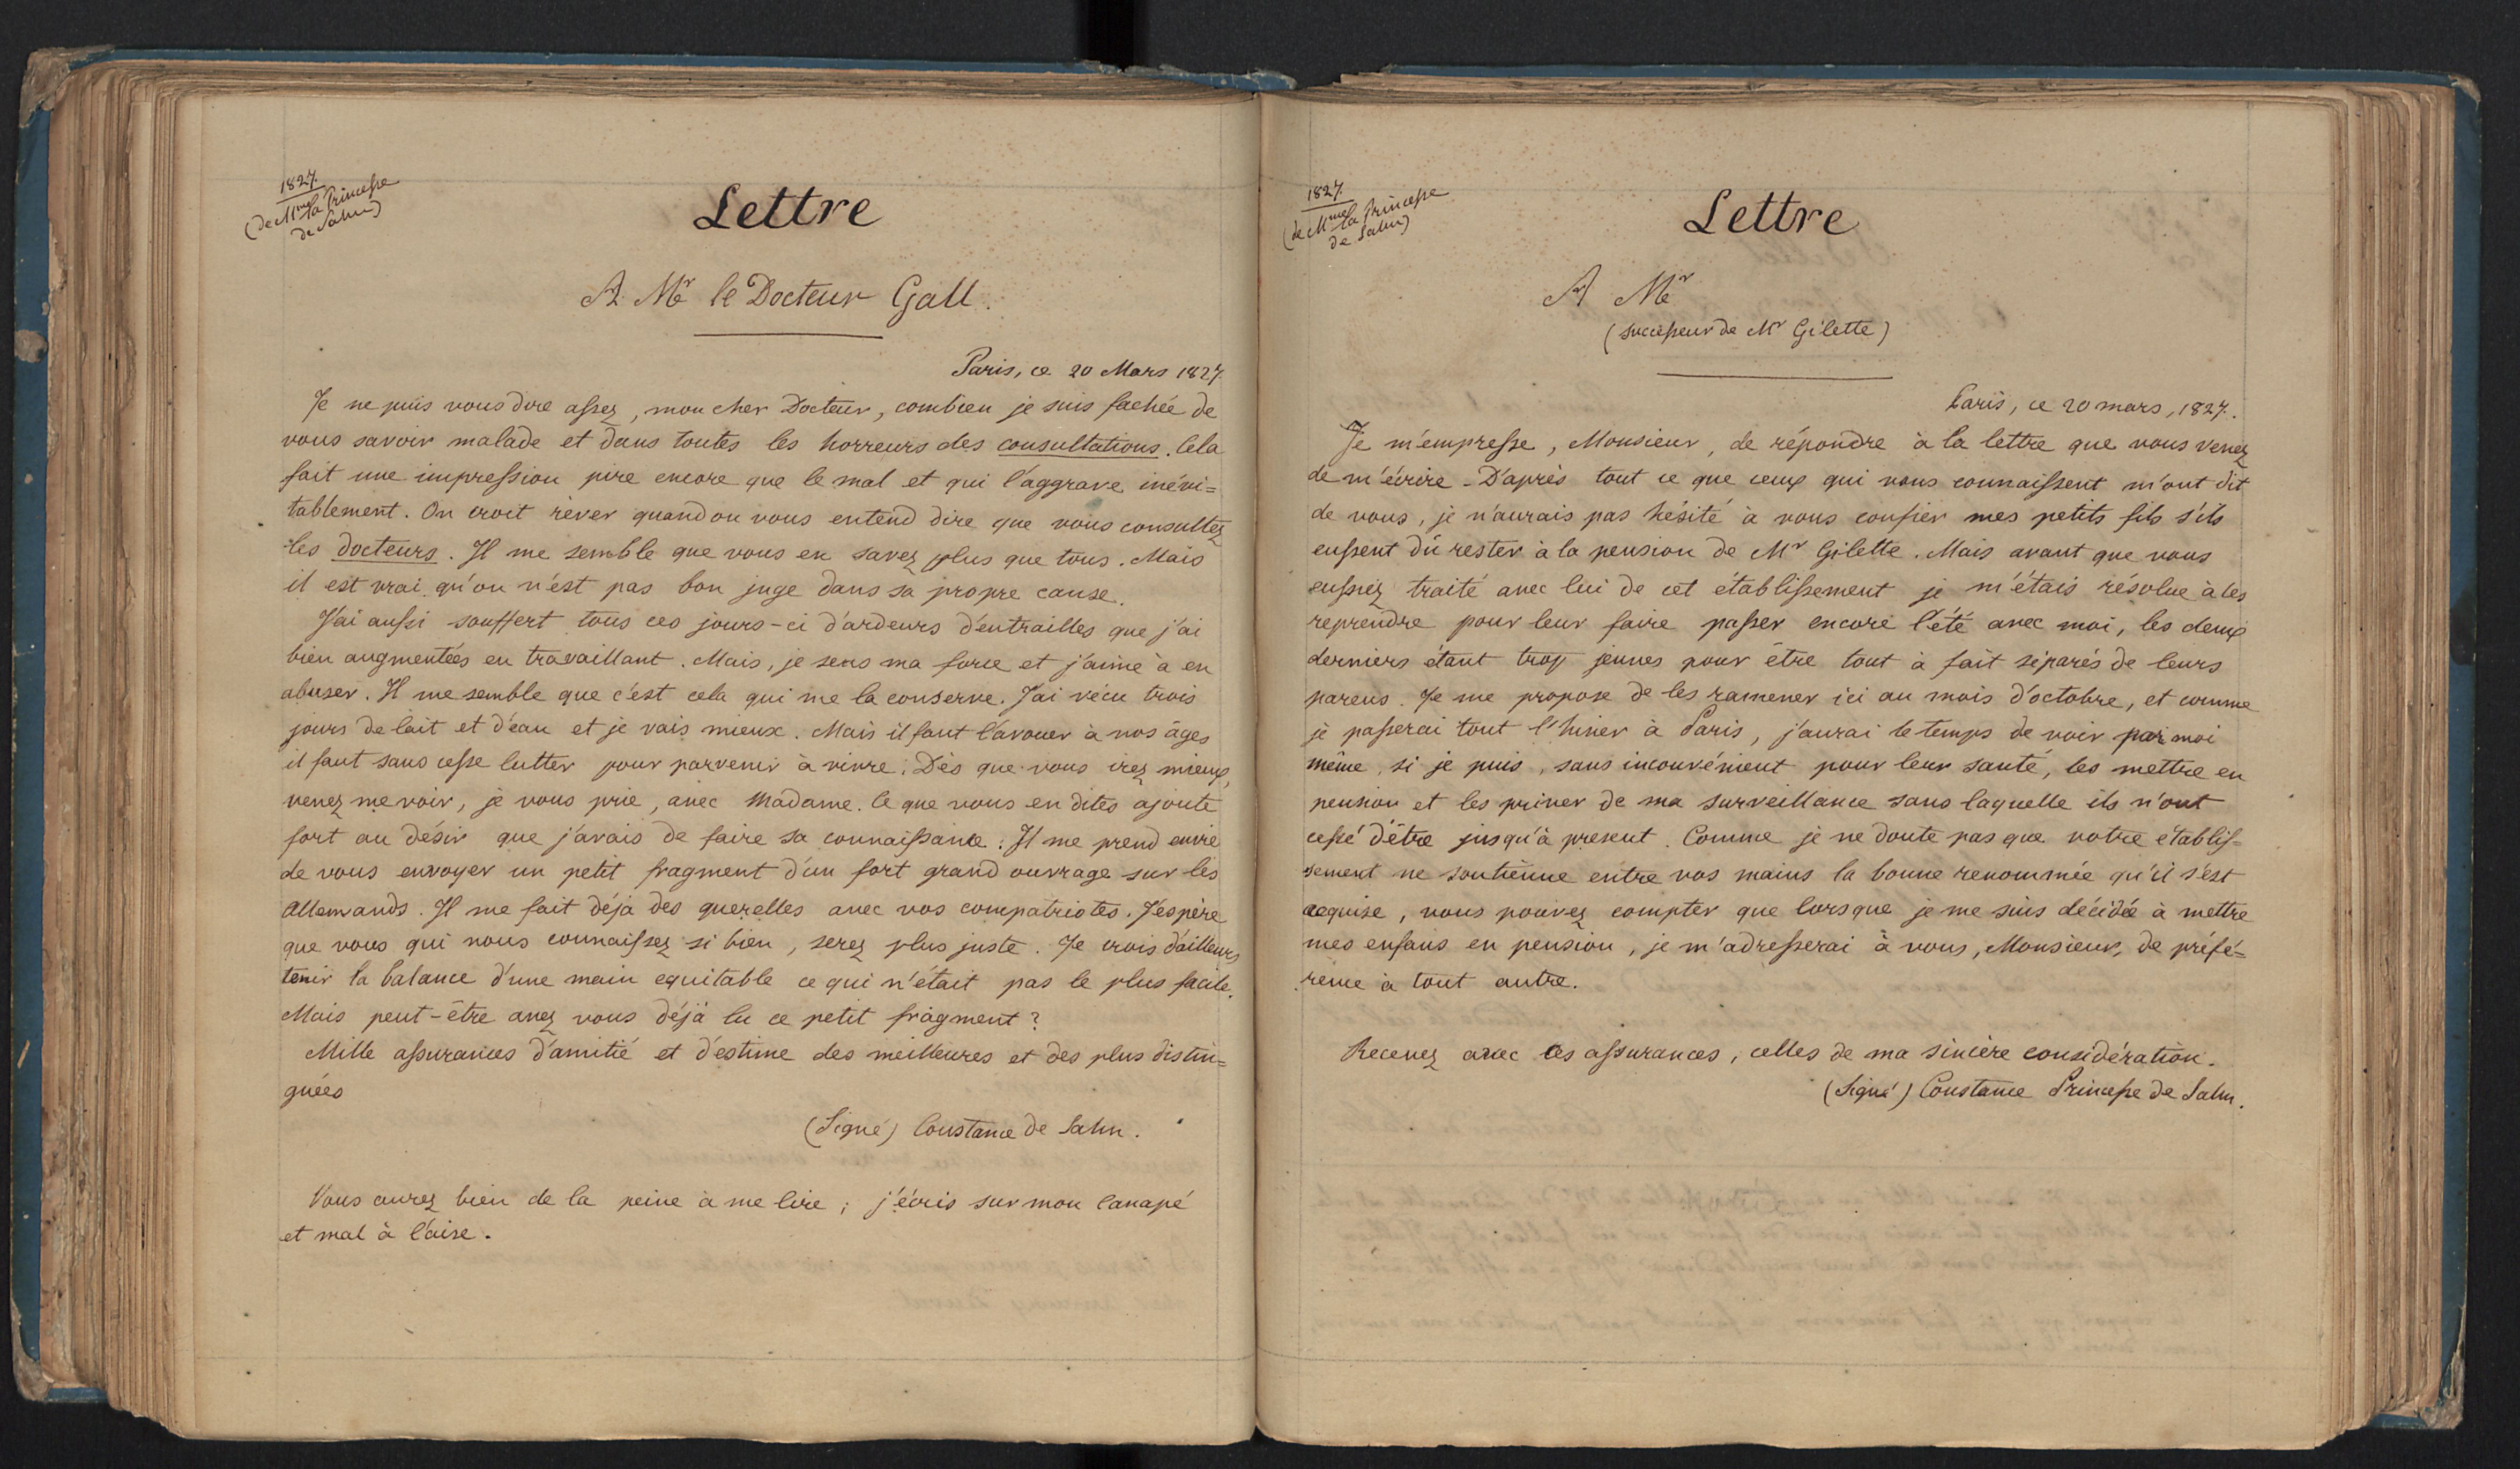 1827.
(de Mme la Princesse
de Salm)
Lettre
A Mr le Docteur Gall.
Paris, ce 20 Mars 1827.
Je ne puis vous dire assez, mon cher Docteur, combien je suis fachée de
vous savoir malade et dans toutes les horreurs des consultations. Cela
fait une impression pire encore que le mal et qui l'aggrave inévi=
tablement. On croit rêver quand on vous entend dire que vous consultez
les docteurs. Il me semble que vous en savez plus que tous. Mais
il est vrai qu'on n'est pas bon juge dans sa propre cause.
J'ai aussi souffert tous ces jours-ci d'ardeurs d'entrailles que j'ai
bien augmentées en travaillant. Mais, je sens ma force et j'aime à en
abuser. Il me semble que c'est cela qui me la conserve. J'ai vécu trois
jours de lait et d'eau et je vais mieux. Mais il faut l'avouer à nos âges
il faut sans cesse lutter pour parvenir à vivre. Dès que vous irez mieux,
venez me voir, je vous prie, avec Madame. Ce que vous en dites ajoute
fort au désir que j'avais de faire sa connaissance. Il me prend envie
de vous envoyer un petit fragment d'un fort grand ouvrage sur les
Allemands. Il me fait déjà des querelles avec vos compatriotes. J'espère
que vous qui nous connaissez si bien, serez plus juste. Je crois d'ailleurs
tenir la balance d'une main equitable ce qui n'était pas le plus facile.
Mais peut-être avez vous déjà lu ce petit fragment?
Mille assurances d'amitié et d'estime des meilleures et des plus distin=
guées
(Signé) Constance de Salm.
Vous aurez bien de la peine à me lire; j'écris sur mon canapé
et mal à l'aise.
1827.
(de Mme la Princesse
de Salm)
Lettre
A Mr
(successeur de Mr Gilette)
Paris, ce 20 mars, 1827.
Je m'empresse, Monsieur, de répondre à la lettre que vous venez
de m'écrire - D'après tout ce que ceux qui vous connaissent m'ont dit
de vous, je n'aurais pas hésité à vous confier mes petits fils s'ils
eussent dû rester à la pension de Mr Gilette. Mais avant que vous
eussiez traité avec lui de cet établissement je m'étais résolue à les
reprendre pour leur faire passer encore l'été avec moi, les deux
derniers étant trop jeunes pour être tout à fait séparés de leurs
parens. Je me propose de les ramener ici au mois d'octobre, et comme
je passerai tout l'hiver à Paris, j'aurai le temps de voir par moi
même, si je puis, sans inconvénient pour leur santé, les mettre en
pension et les priver de ma surveillance sans laquelle ils n'ont
cessé d'être jusqu'à present. Comme je ne doute pas que votre établis-
sement ne soutienne entre vos mains la bonne renommée qu'il s'est
acquise, vous pouvez compter que lorsque je me suis décidée à mettre
mes enfans en pension, je m'adresserai à vous, Monsieur, de préfé=
rence à tout autre.
Recevez avec ces assurances, celles de ma sincère considération.
(Signé) Constance Princesse de Salm.